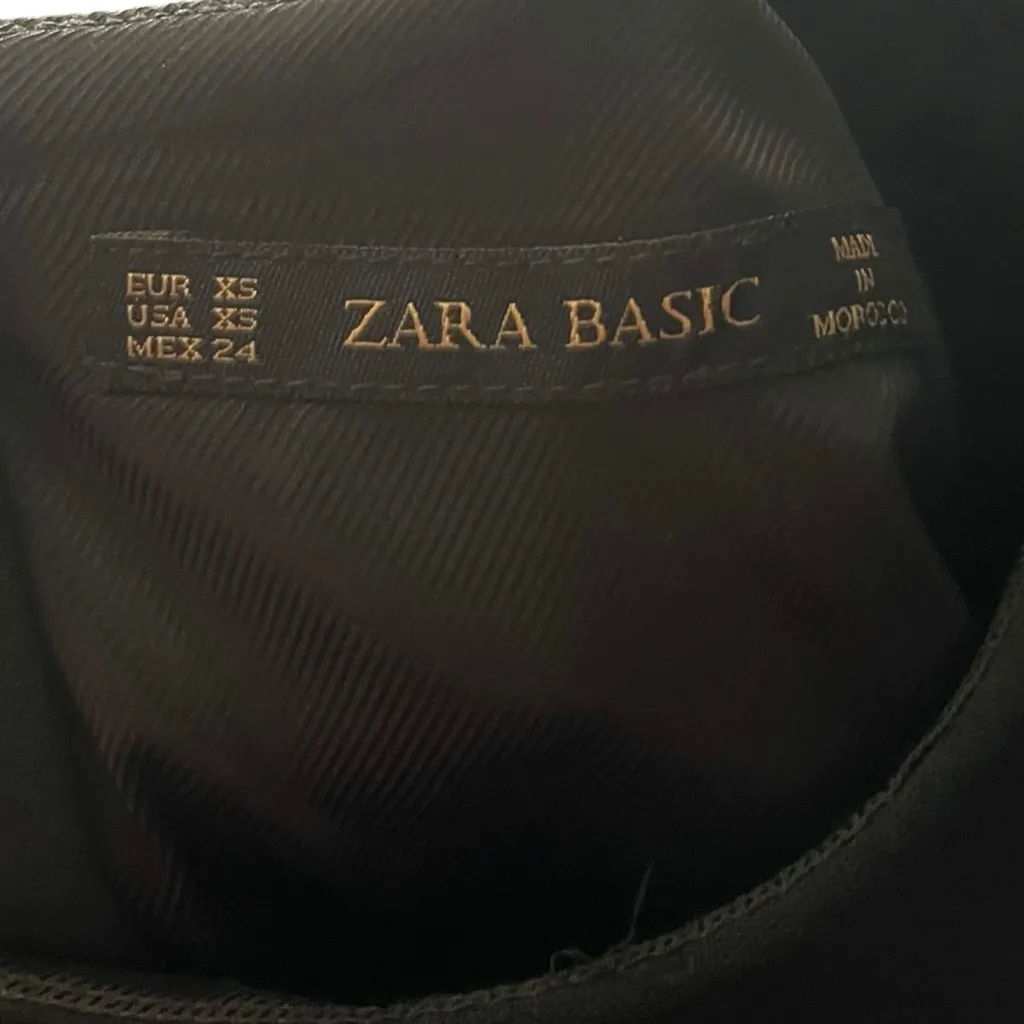 EUR XS
USA XS
MEX 24
ZARA BASIC
MADE
IN
MOROCCO